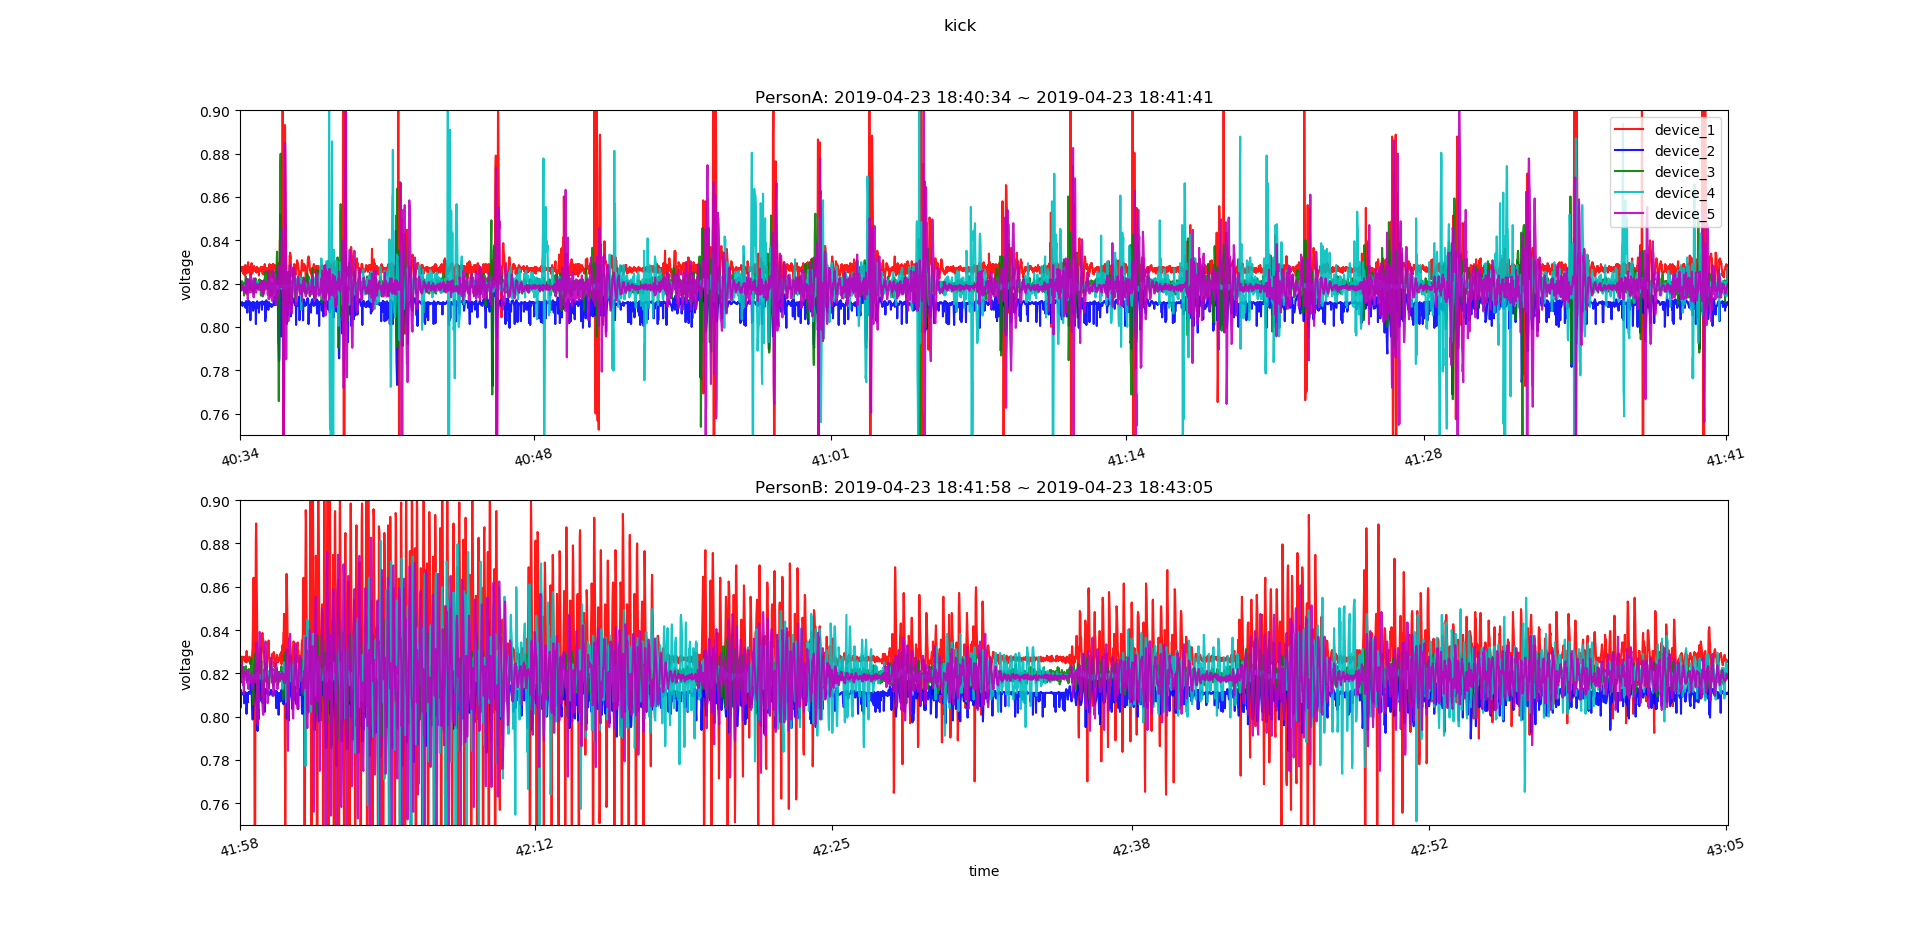 kick
PersonA: 2019-04-23 18:40:34 ~ 2019-04-23 18:41:41
voltage
0.90
0.88
0.86
0.84
0.82
0.80
0.78
0.76
device_1
device_2
device_3
device_4
device_5
40:34 40:48 41:01 41:14 41:28 41:41
PersonB: 2019-04-23 18:41:58 ~ 2019-04-23 18:43:05
voltage
0.90
0.88
0.86
0.84
0.82
0.80
0.78
0.76
41:58 42:12 42:25 42:38 42:52 43:05
time